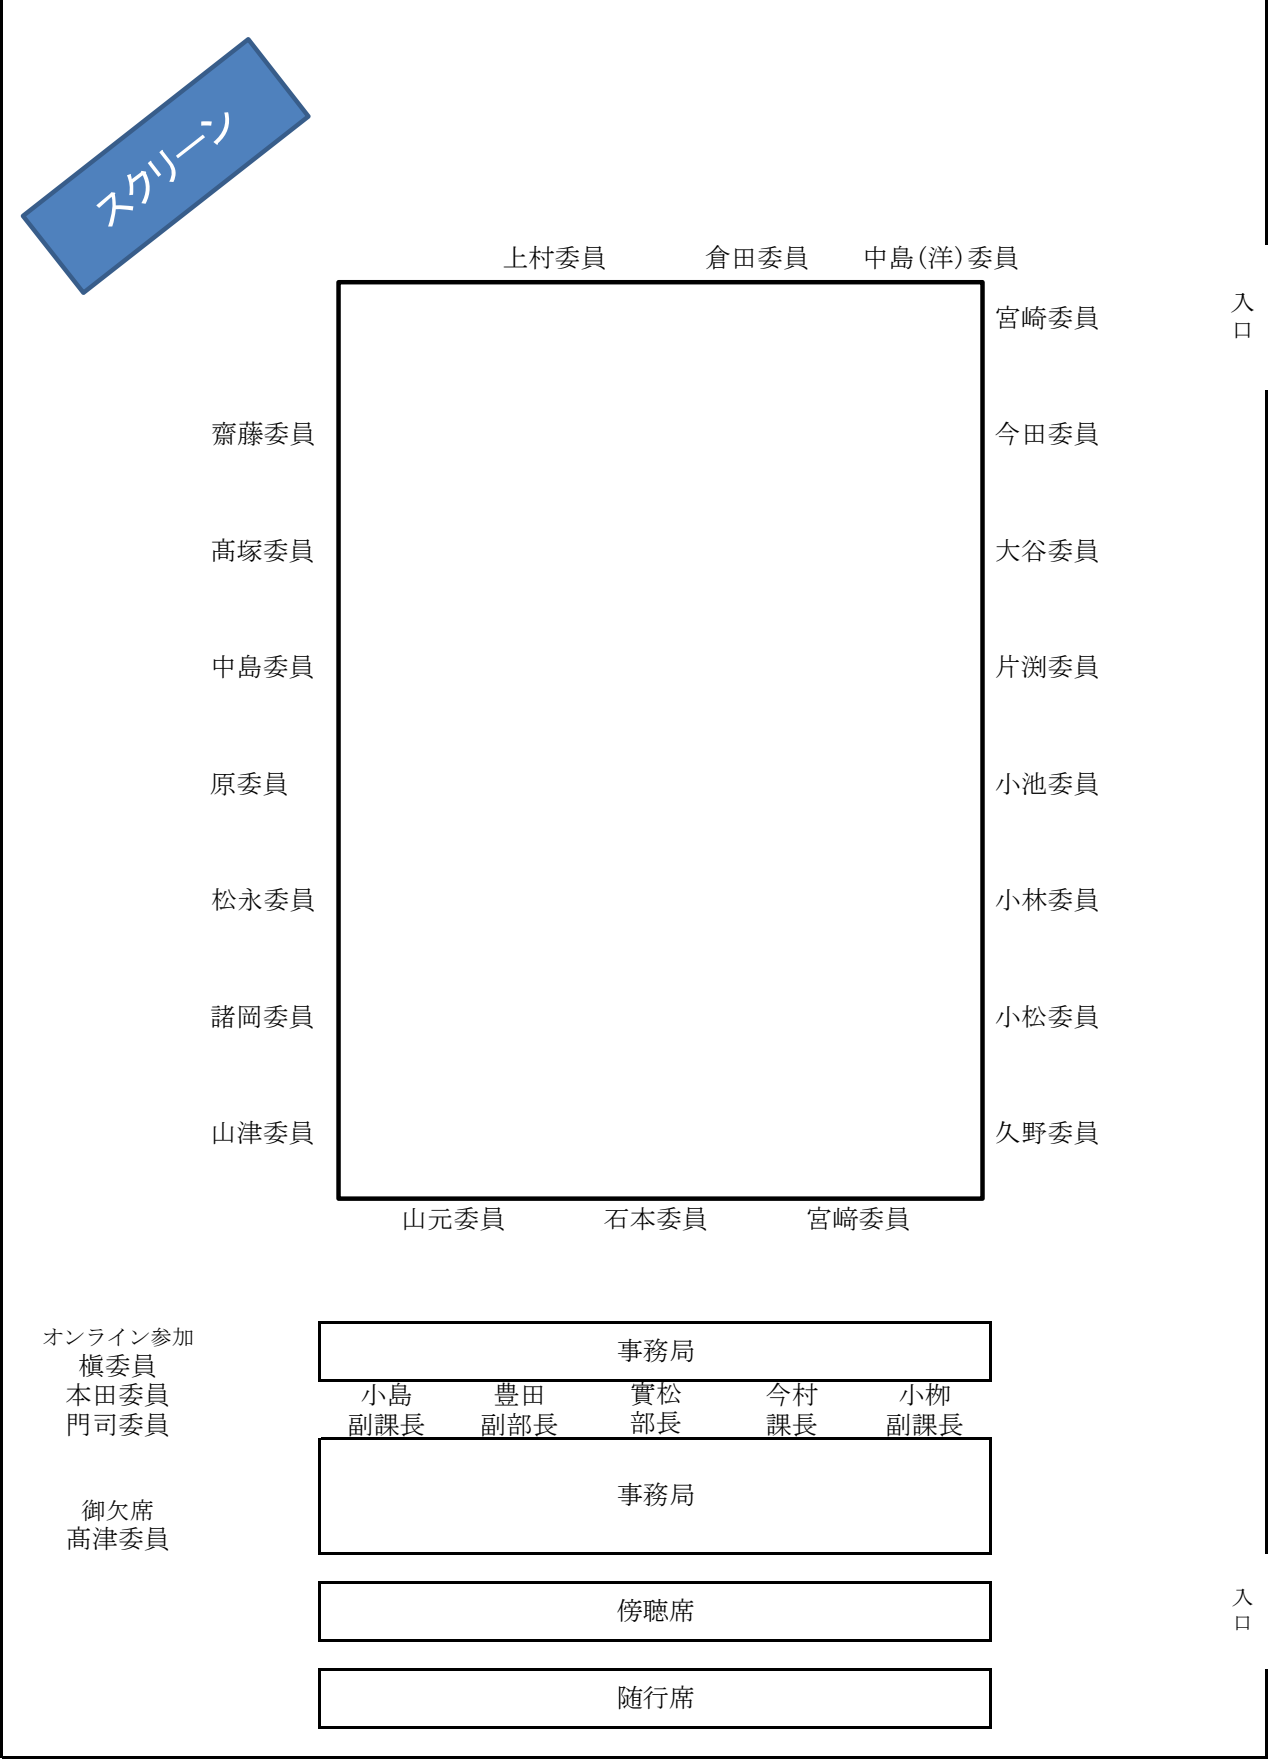 スクリーン
上村委員 倉田委員 中島(洋)委員
宮崎委員
入口
齋藤委員 今田委員
髙塚委員 大谷委員
中島委員 片渕委員
原委員 小池委員
松永委員 小林委員
諸岡委員 小松委員
山津委員 久野委員
山元委員 石本委員 宮﨑委員
オンライン参加
槇委員
本田委員
門司委員
事務局
小島 豊田 實松 今村 小栁
副課長 副部長 部長 課長 副課長
事務局
御欠席
髙津委員
傍聴席
入口
随行席